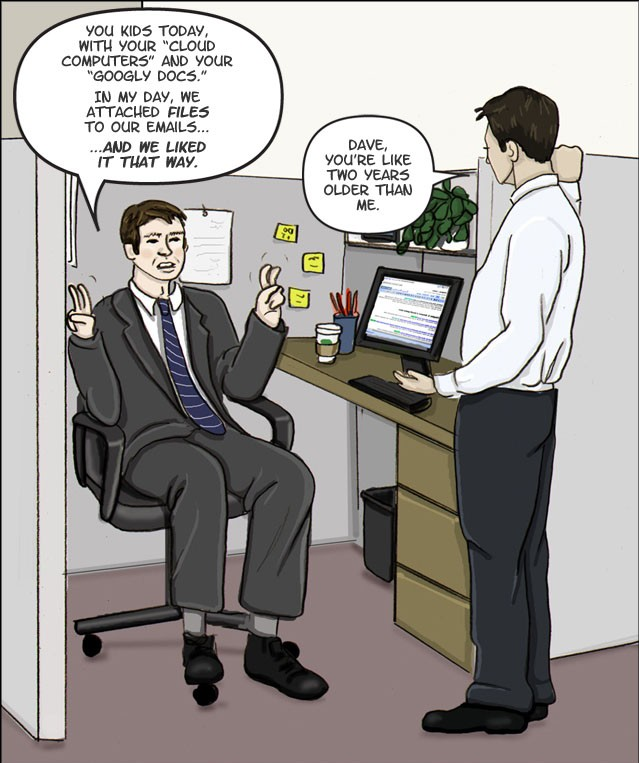 YOU KIDS TODAY,
WITH YOUR "CLOUD
COMPUTERS" AND YOUR
"GOOGLY DOCS."
IN MY DAY, WE
ATTACHED FILES
TO OUR EMAILS...
...AND WE LIKED
IT THAT WAY.
DAVE,
YOU'RE LIKE
TWO YEARS
OLDER THAN
ME.